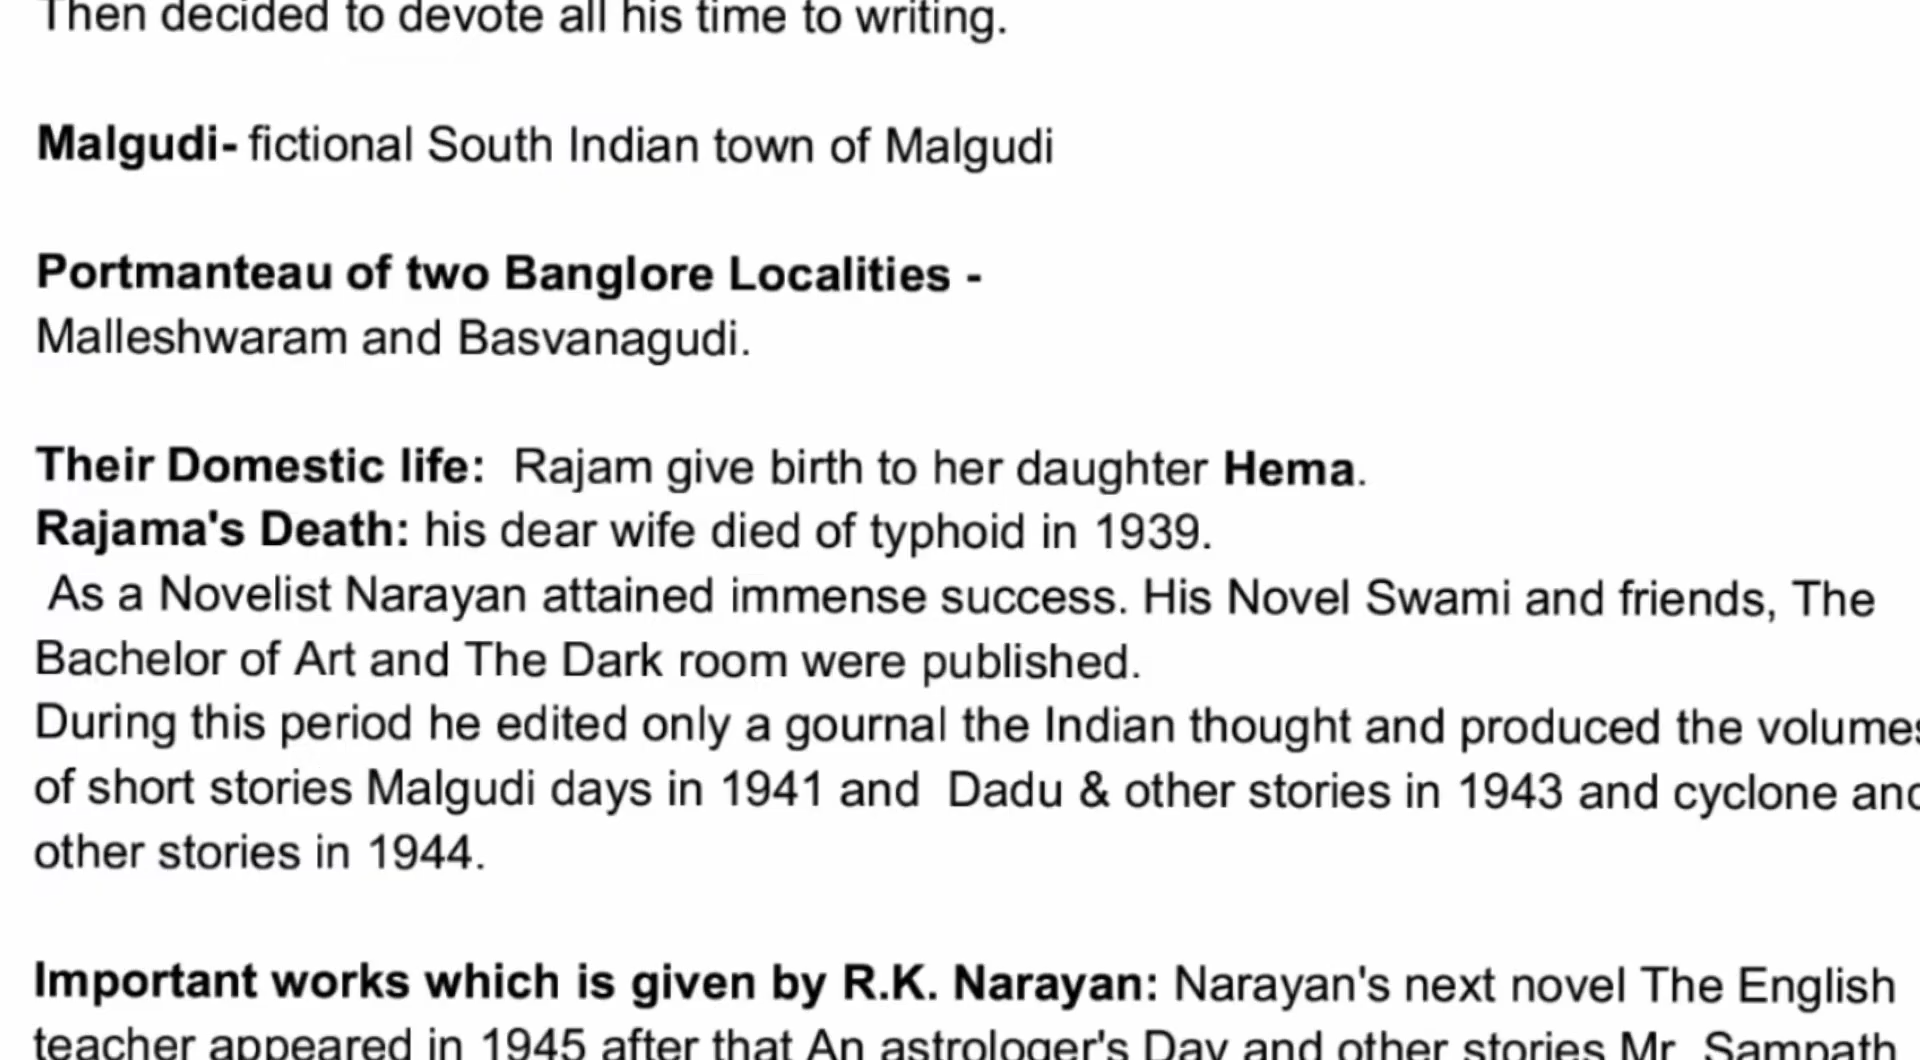 Then decided to devote all his time to writing.
Malgudi- fictional South Indian town of Malgudi
Portmanteau of two Banglore Localities -
Malleshwaram and Basvanagudi.
Their Domestic life: Rajam give birth to her daughter Hema.
Rajama's Death: his dear wife died of typhoid in 1939.
As a Novelist Narayan attained immense success. His Novel Swami and friends, The
Bachelor of Art and The Dark room were published.
During this period he edited only a gournal the Indian thought and produced the volumes
of short stories Malgudi days in 1941 and Dadu & other stories in 1943 and cyclone and
other stories in 1944.
Important works which is given by R.K. Narayan: Narayan's next novel The English
teacher appeared in 1945 after that An astrologer's Day and other stories Mr. Sampath